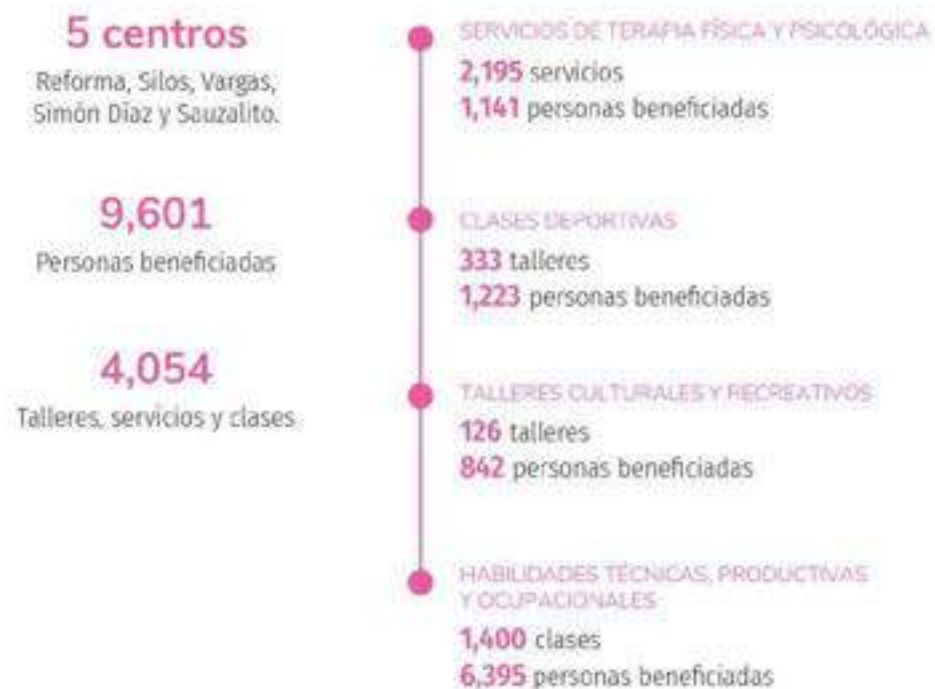 5 centros
Reforma, Silos, Vargas,
Simón Díaz y Sauzalito.
9,601
Personas beneficiadas
4,054
Talleres, servicios y clases
SERVICIOS DE TERAPIA FÍSICA Y PSICOLÓGICA
2,195 servicios
1,141 personas beneficiadas
CLASES DEPORTIVAS
333 talleres
1,223 personas beneficiadas
TALLERES CULTURALES Y RECREATIVOS
126 talleres
842 personas beneficiadas
HABILIDADES TÉCNICAS, PRODUCTIVAS
Y OCUPACIONALES
1,400 clases
6,395 personas beneficiadas